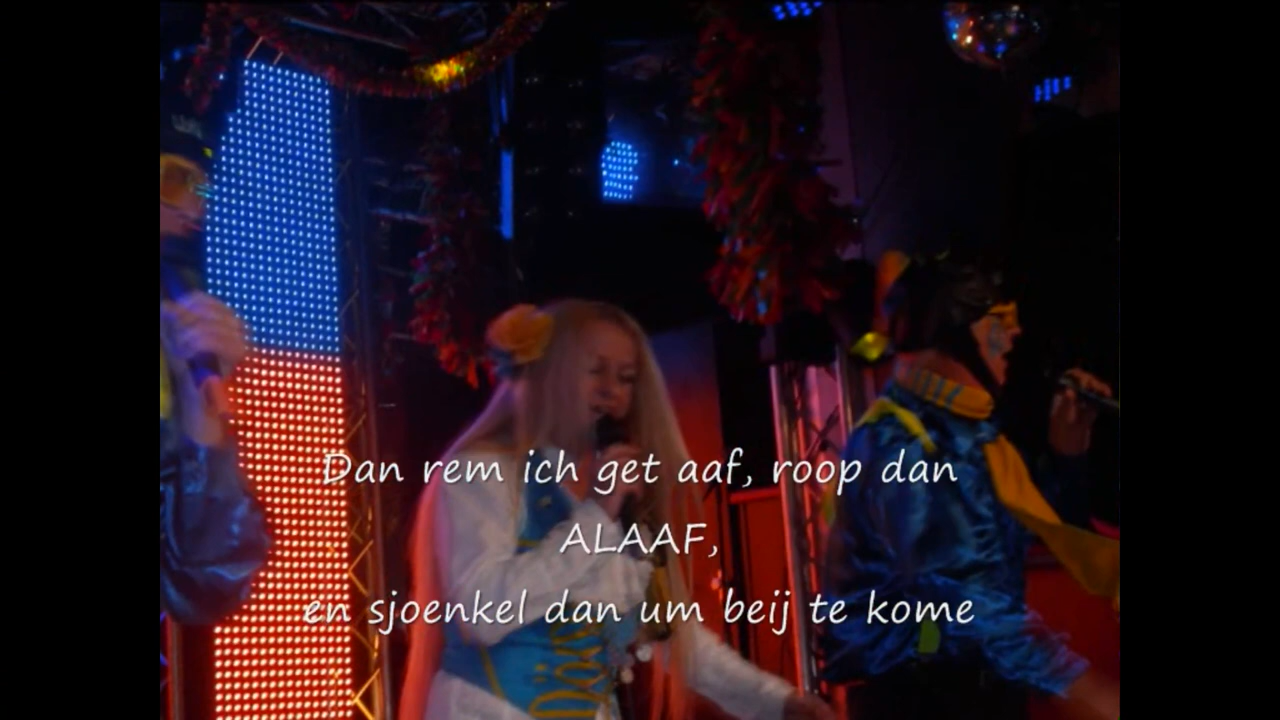 Dan rem ich get aaf, roop dan
ALAAF,
en sjoenkel dan um beij te kome